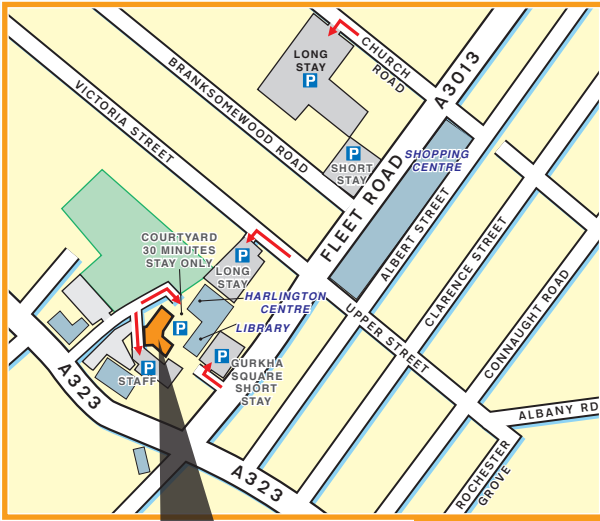 LONG
STAY
P
CHURCH
ROAD
A3013
BRANKSOMEWOOD ROAD
VICTORIA STREET
P
SHORT
STAY
FLEET ROAD
SHOPPING
CENTRE
ALBERT STREET
CLARENCE STREET
CONNAUGHT ROAD
COURTYARD
30 MINUTES
STAY ONLY
P
LONG
STAY
HARLINGTON
CENTRE
LIBRARY
P
P
GURKHA
SQUARE
SHORT
STAY
P
STAFF
UPPER STREET
A323
A323
ALBANY RD
ROCHESTER
GROVE